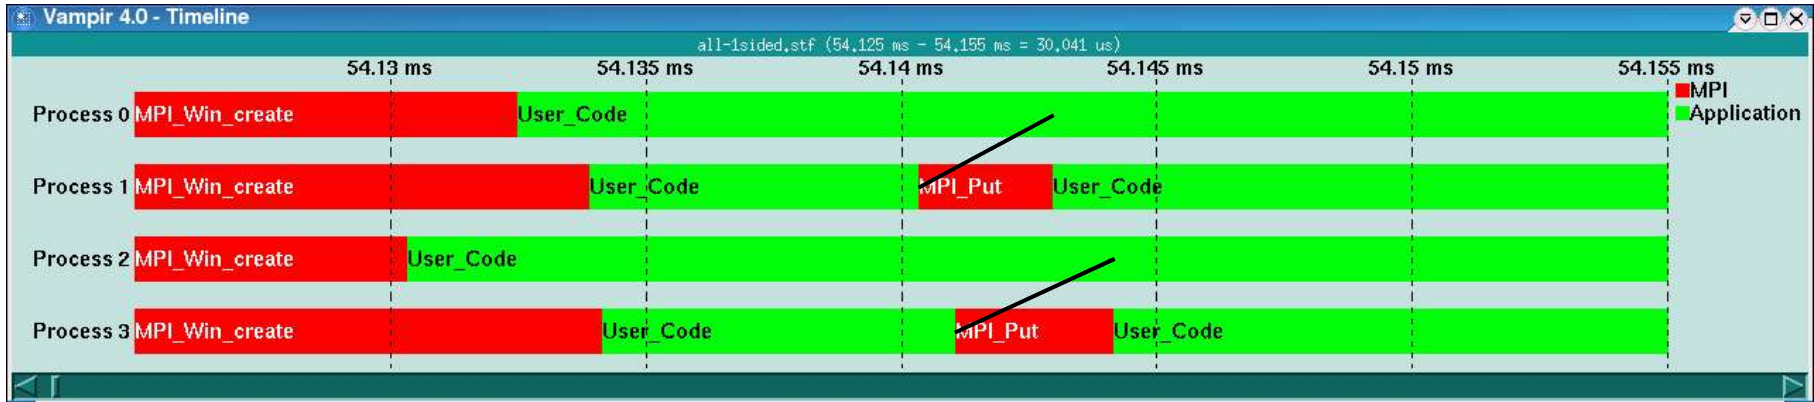 Vampir 4.0 - Timeline
all-1sided.stf (54.125 ms - 54.155 ms = 30.041 us)
54.13 ms 54.135 ms 54.14 ms 54.145 ms 54.15 ms 54.155 ms
MPI
Process 0 MPI_Win_create User_Code Application
Process 1 MPI_Win_create User_Code MPI_Put User_Code
Process 2 MPI_Win_create User_Code
Process 3 MPI_Win_create User_Code MPI_Put User_Code